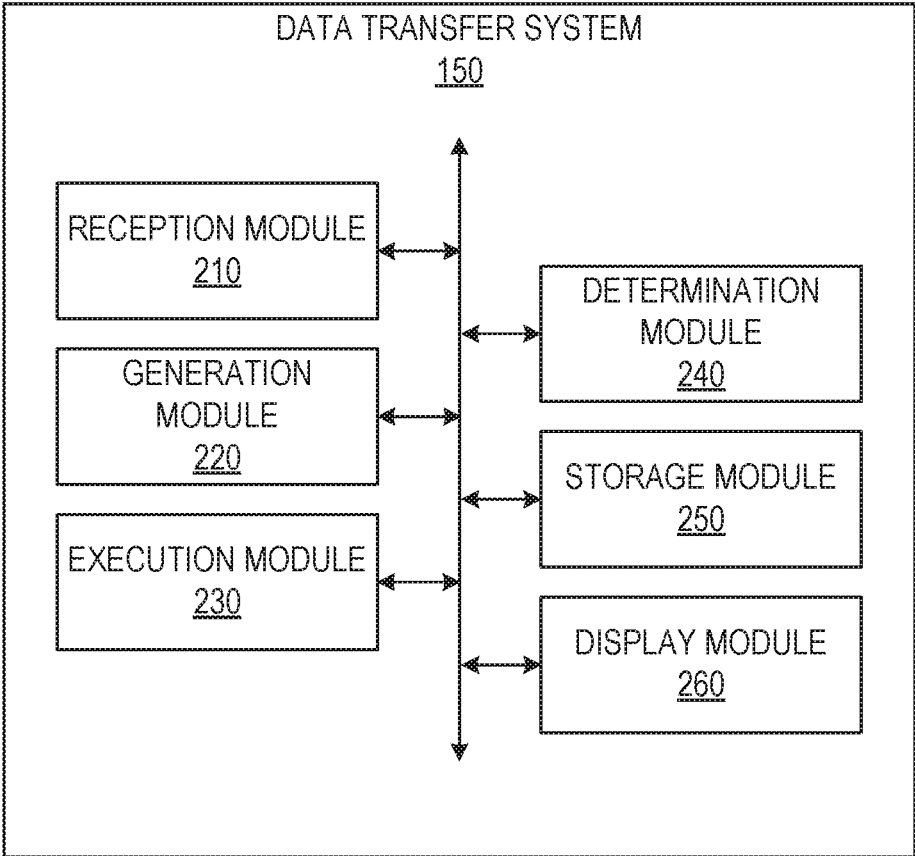 DATA TRANSFER SYSTEM
150
RECEPTION MODULE
210
GENERATION
MODULE
220
EXECUTION MODULE
230
DETERMINATION
MODULE
240
STORAGE MODULE
250
DISPLAY MODULE
260